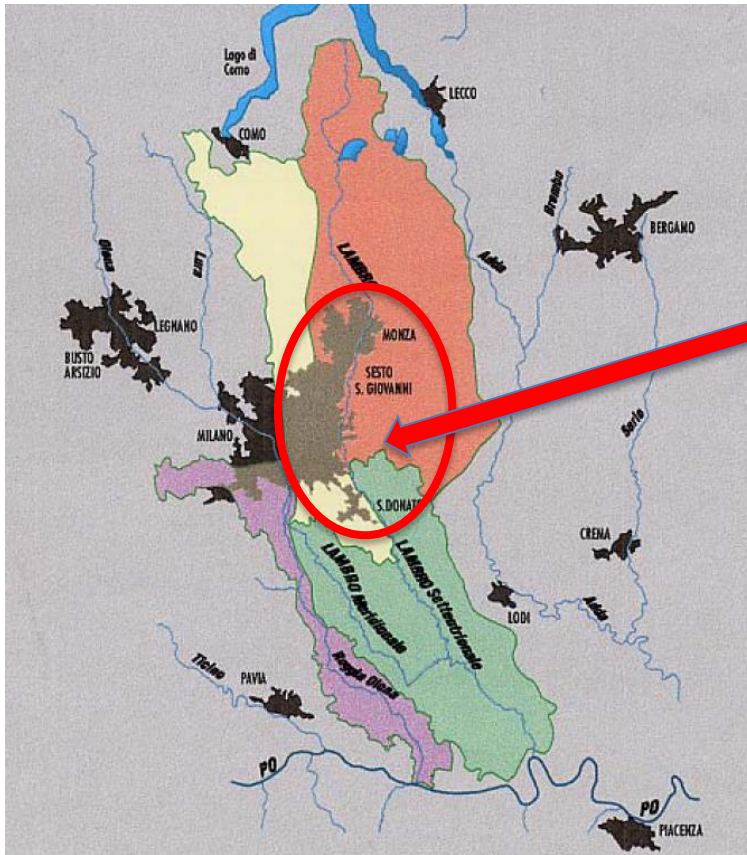 Lago di
Como
LECCO
COMO
Brembo
BERGAMO
Olona
Lura
Adda
LAMBRO
LEGNANO
BUSTO
ARSIZIO
MONZA
SESTO
S. GIOVANNI
MILANO
Serio
S. DONATO
CREMA
LAMBRO Meridionale
LAMBRO Settentrionale
LODI
Adda
Roggia Olona
Ticino
PAVIA
PO
PO
PIACENZA